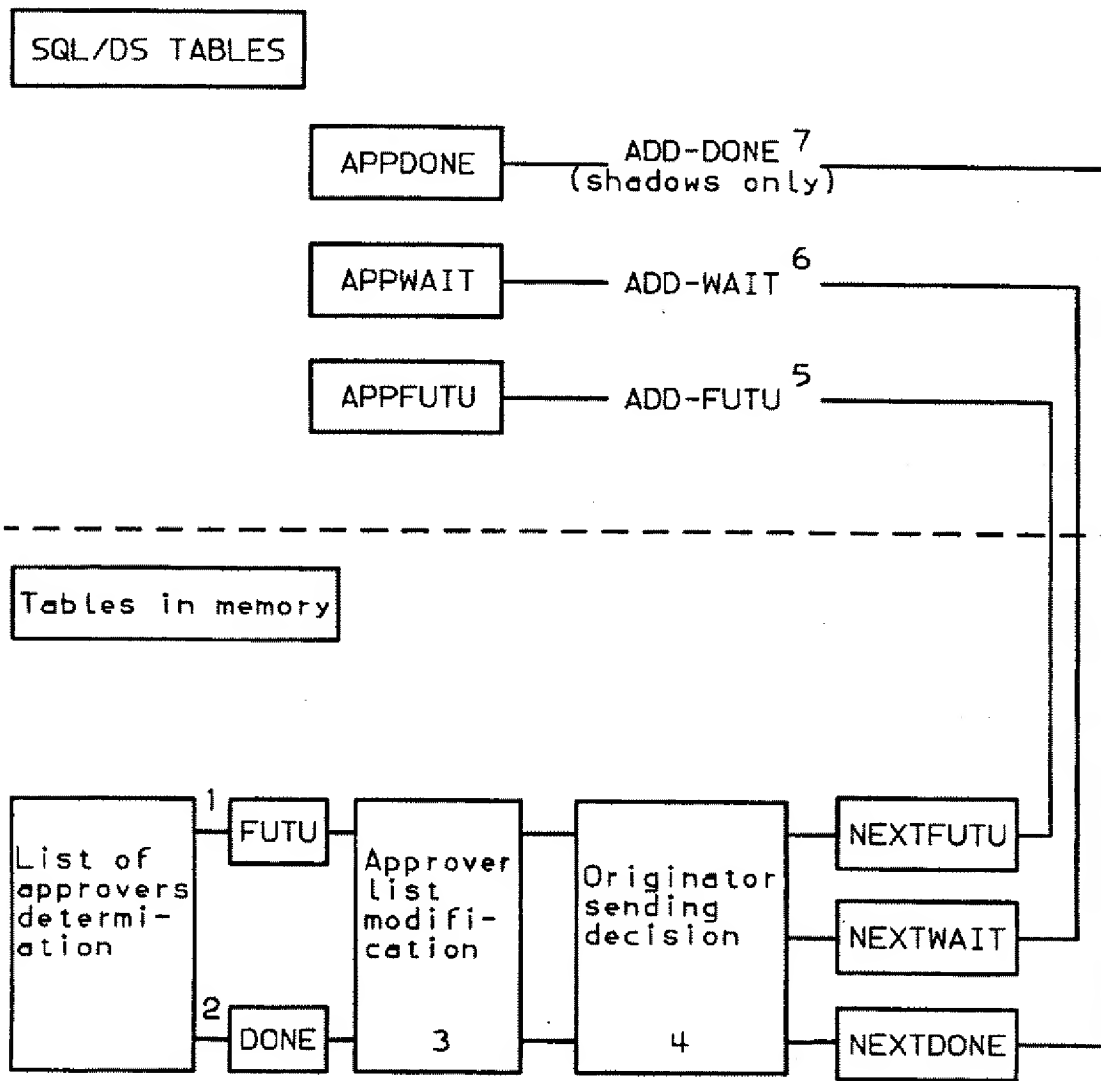 SQL/DS TABLES
APPDONE
ADD-DONE 7
(shadows only)
APPWAIT
ADD-WAIT 6
APPFUTU
ADD-FUTU 5
Tables in memory
List of
approvers
determi-
ation
1
FUTU
2
DONE
Approver
list
modifi-
cation
3
Originator
sending
decision
4
NEXTFUTU
NEXTWAIT
NEXTDONE